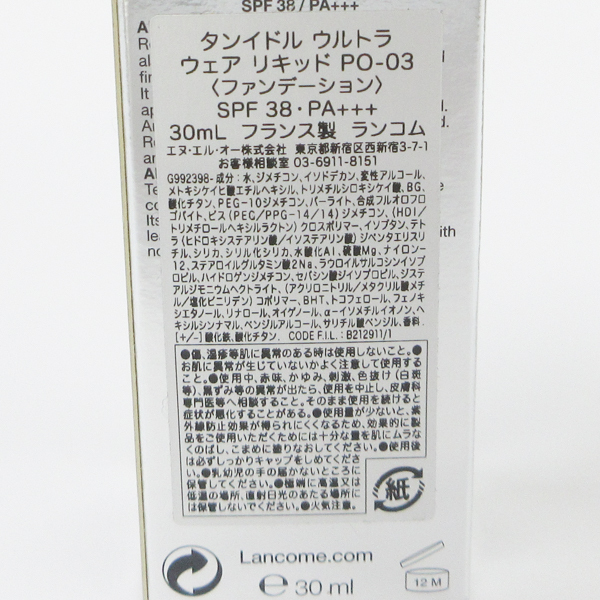 SPF 38 / PA+++
タンイドル ウルトラ
ウェア リキッド PO-03
〈ファンデーション〉
SPF 38・PA+++
30mL フランス製 ランコム
エヌ・エル・オー株式会社 東京都新宿区西新宿3-7-1
お客様相談室 03-6911-8151
G992398-成分:水、ジメチコン、イソドデカン、変性アルコール、
メトキシケイヒ酸エチルヘキシル、トリメチルシロキシケイ酸、BG、
酸化チタン、PEG-10ジメチコン、パーライト、合成フルオロフロ
ゴパイト、ビス(PEG/PPG-14/14)ジメチコン、(HDI/
トリメチロールヘキシルラクトン)クロスポリマー、イソプタン、テト
ラ(ヒドロキシステアリン酸/イソステアリン酸)ジペンタエリスリ
チル、シリカ、シリル化シリカ、水酸化Al、硫酸Mg、ナイロン-
12、ステアロイルグルタミン酸2Na、ラウロイルサルコシンイソプ
ロピル、ハイドロゲンジメチコン、セバシン酸ジイソプロピル、ジステ
アルジモニウムヘクトライト、(アクリロニトリル/メタクリル酸メチ
ル/塩化ビニリデン)コポリマー、BHT、トコフェロール、フェノキ
シエタノール、リナロール、オイゲノール、α-イソメチルイオノン、ヘ
キシルシンナマル、ベンジルアルコール、サリチル酸ベンジル、香料.
[+/-]酸化鉄、酸化チタン. CODE F.I.L.: B212911/1
●傷、湿疹等肌に異常のある時は使用しないこと。●
お肌に異常が生じていないかよく注意して使用する
こと。●使用中、赤味、かゆみ、刺激、色抜け(白斑
等)、黒ずみ等の異常が出たら、使用を中止し、皮膚科
専門医等へ相談すること。そのまま使用を続けると
症状が悪化することがある。●使用量が少ないと、紫
外線防止効果が得られにくくなるため、効果的に製
品をご使用いただくためには十分な量を肌にムラな
くのばし、こまめに塗りなおしてください。●使用後
は必ずしっかりキャップをしめてください。
●乳幼児の手の届かないところに
保管してください。●極端に高温又は
低温の場所、直射日光のあたる場所に
は保管しないでください。●火気注意。
紙
Lancome.com
℮ 30 ml
12 M